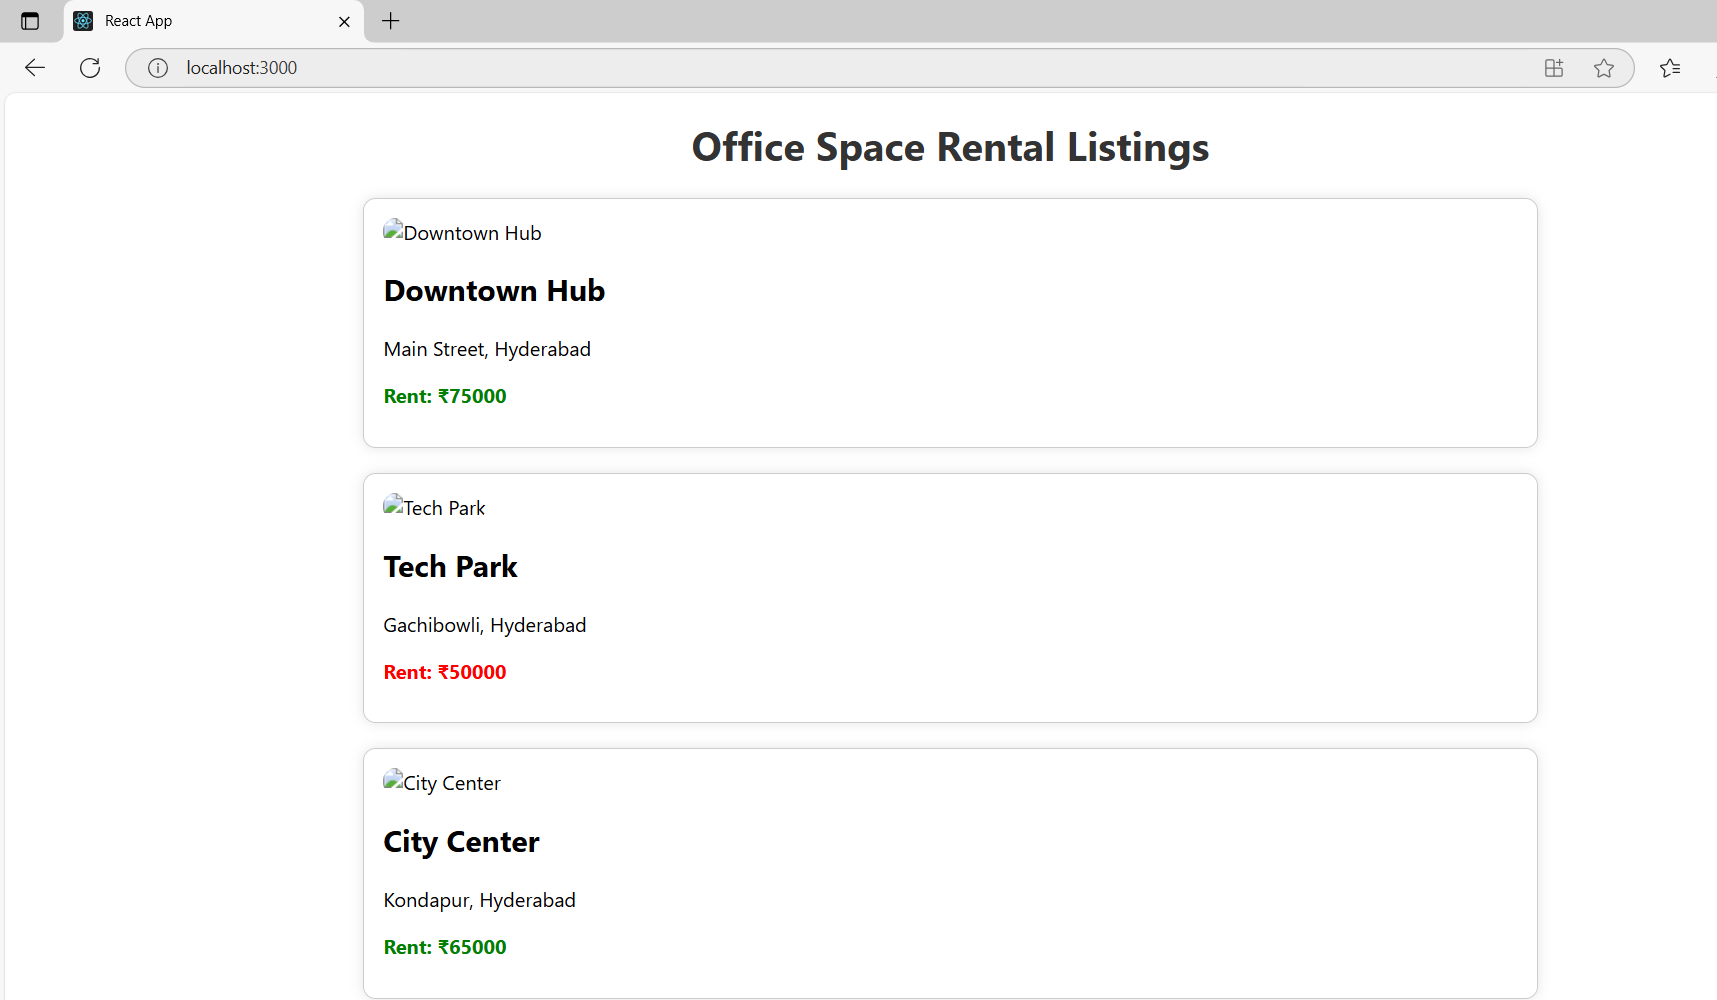 React App
localhost:3000
Office Space Rental Listings
Downtown Hub
Downtown Hub
Main Street, Hyderabad
Rent: ₹75000
Tech Park
Tech Park
Gachibowli, Hyderabad
Rent: ₹50000
City Center
City Center
Kondapur, Hyderabad
Rent: ₹65000